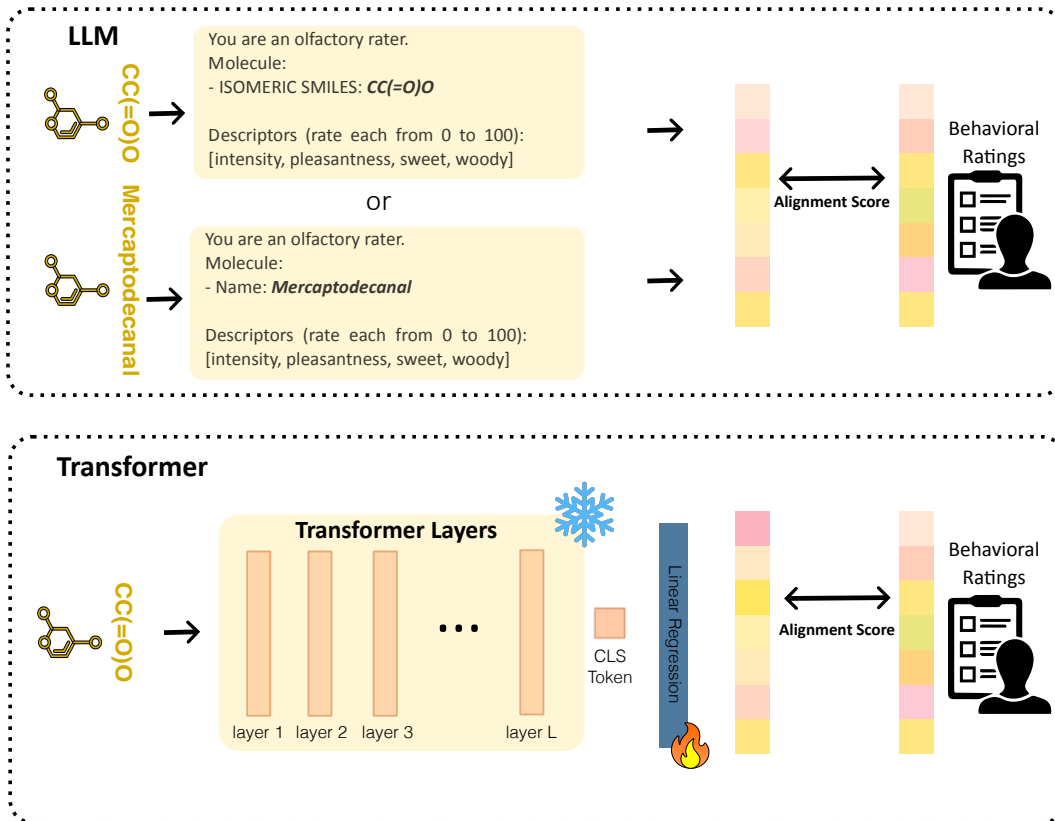 LLM
CC(=O)O
You are an olfactory rater.
Molecule:
- ISOMERIC SMILES: CC(=O)O
Descriptors (rate each from 0 to 100):
[intensity, pleasantness, sweet, woody]
or
Mercaptodecanal
You are an olfactory rater.
Molecule:
- Name: Mercaptodecanal
Descriptors (rate each from 0 to 100):
[intensity, pleasantness, sweet, woody]
Alignment Score
Behavioral
Ratings
Transformer
CC(=O)O
Transformer Layers
layer 1
layer 2
layer 3
...
layer L
CLS
Token
Linear Regression
Alignment Score
Behavioral
Ratings